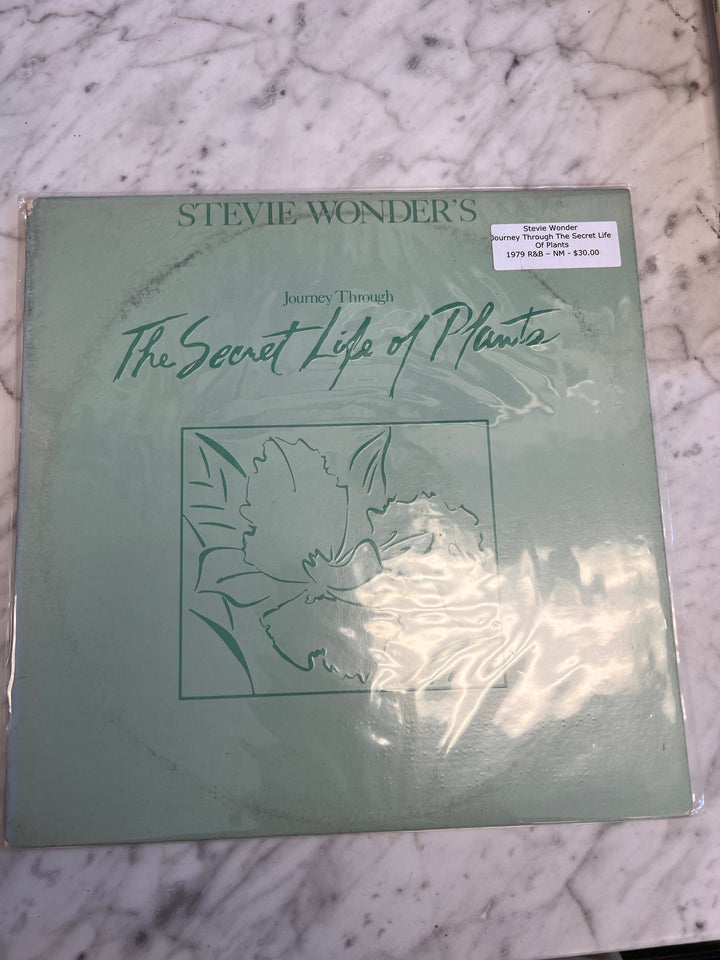 STEVIE WONDER'S
Stevie Wonder
Journey Through The Secret Life
Of Plants
1979 R&B – NM - $30.00
Journey Through
The Secret Life of Plants